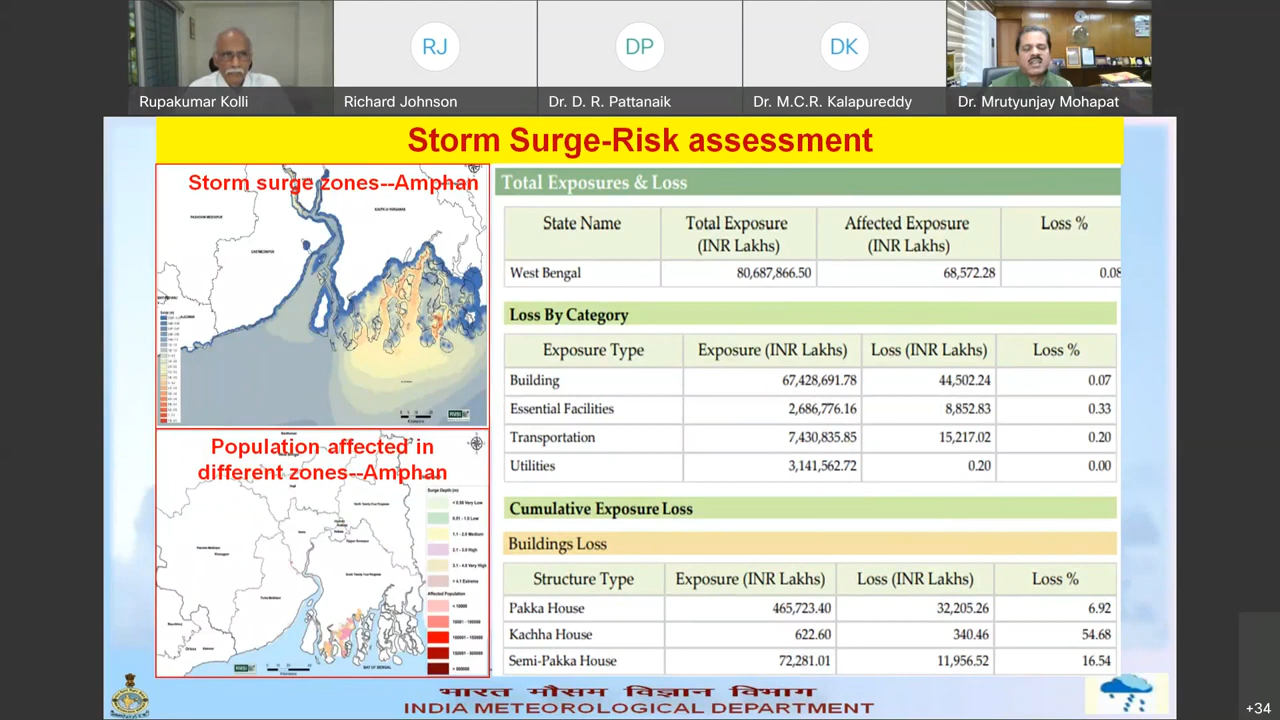 RJ
DP
DK
Rupakumar Kolli
Richard Johnson
Dr. D. R. Pattanaik
Dr. M.C.R. Kalapureddy
Dr. Mrutyunjay Mohapat
Storm Surge-Risk assessment
Storm surge zones--Amphan
Population affected in
different zones--Amphan
Surge Depth (m)
Affected Population
BAY OF BENGAL
RMSI
Total Exposures & Loss
State Name Total Exposure (INR Lakhs) Affected Exposure (INR Lakhs) Loss %
West Bengal 80,687,866.50 68,572.28 0.08
Loss By Category
Exposure Type Exposure (INR Lakhs) Loss (INR Lakhs) Loss %
Building 67,428,691.78 44,502.24 0.07
Essential Facilities 2,686,776.16 8,852.83 0.33
Transportation 7,430,835.85 15,217.02 0.20
Utilities 3,141,562.72 0.20 0.00
Cumulative Exposure Loss
Buildings Loss
Structure Type Exposure (INR Lakhs) Loss (INR Lakhs) Loss %
Pakka House 465,723.40 32,205.26 6.92
Kachha House 622.60 340.46 54.68
Semi-Pakka House 72,281.01 11,956.52 16.54
भारत मौसम विज्ञान विभाग
INDIA METEOROLOGICAL DEPARTMENT
+34